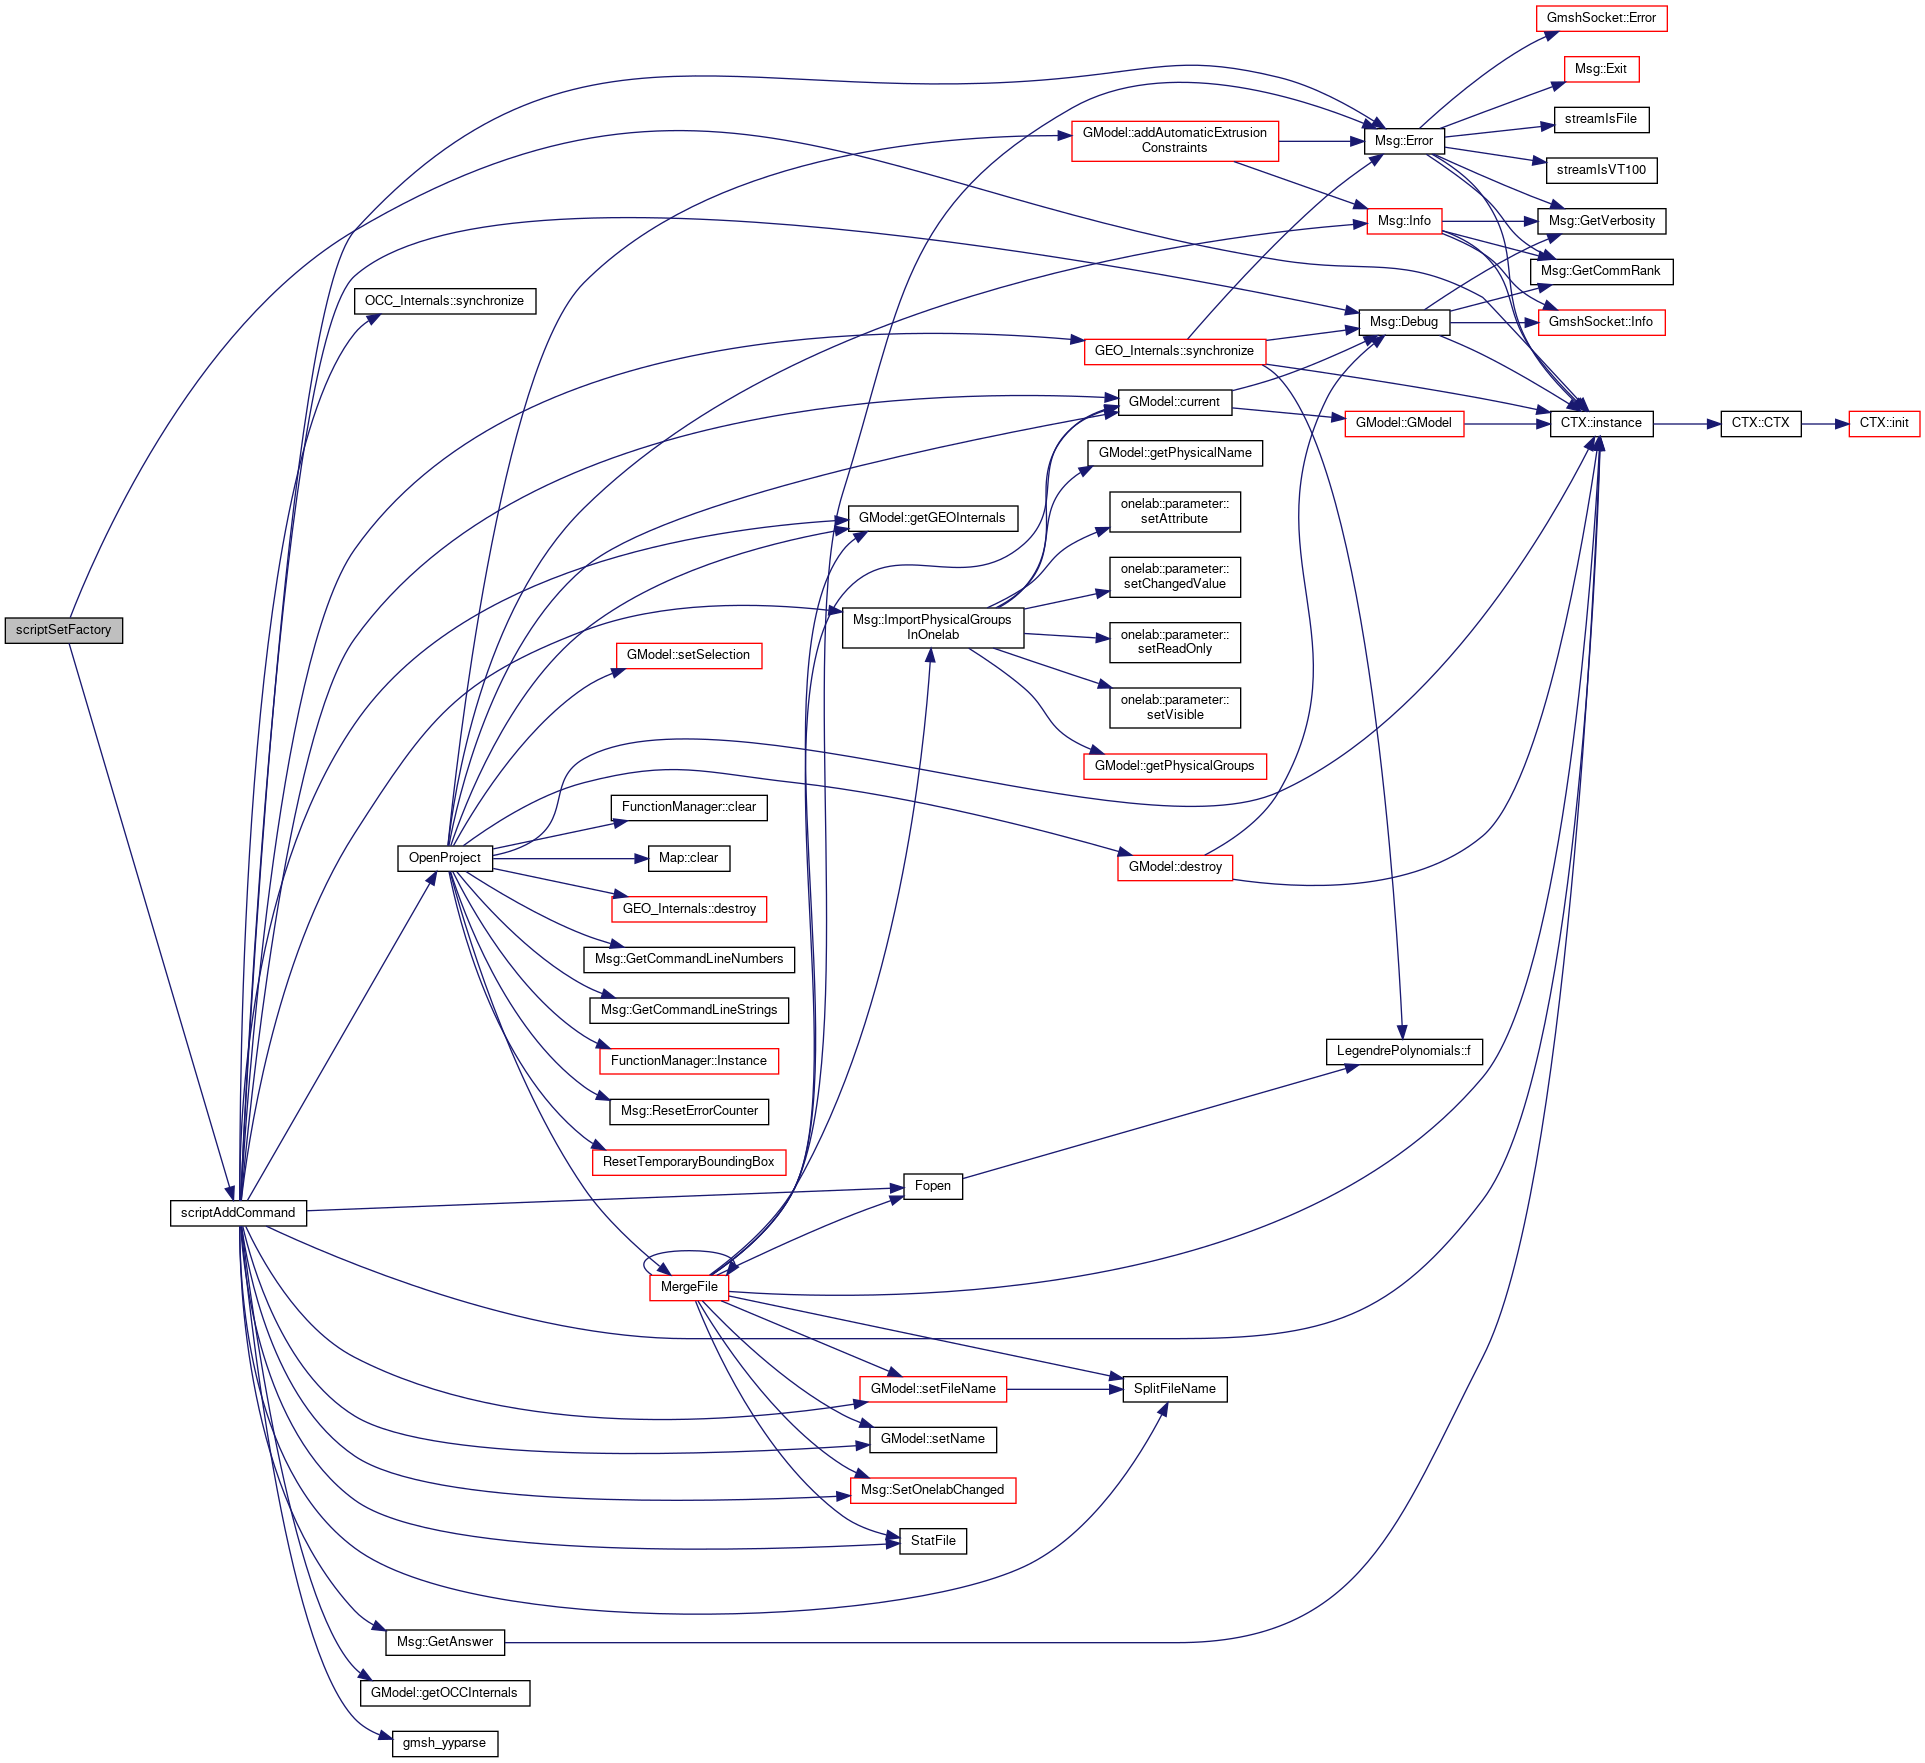 GmshSocket::Error
Msg::Exit
streamIsFile
GModel::addAutomaticExtrusion
Constraints
Msg::Error
streamIsVT100
Msg::Info
Msg::GetVerbosity
Msg::GetCommRank
OCC_Internals::synchronize
Msg::Debug
GmshSocket::Info
GEO_Internals::synchronize
GModel::current
GModel::GModel
CTX::instance
CTX::CTX
CTX::init
GModel::getPhysicalName
onelab::parameter::
setAttribute
GModel::getGEOInternals
onelab::parameter::
setChangedValue
scriptSetFactory
Msg::ImportPhysicalGroups
InOnelab
onelab::parameter::
setReadOnly
GModel::setSelection
onelab::parameter::
setVisible
GModel::getPhysicalGroups
FunctionManager::clear
OpenProject
Map::clear
GModel::destroy
GEO_Internals::destroy
Msg::GetCommandLineNumbers
Msg::GetCommandLineStrings
LegendrePolynomials::f
FunctionManager::Instance
Msg::ResetErrorCounter
ResetTemporaryBoundingBox
Fopen
scriptAddCommand
MergeFile
GModel::setFileName
SplitFileName
GModel::setName
Msg::SetOnelabChanged
StatFile
Msg::GetAnswer
GModel::getOCCInternals
gmsh_yyparse